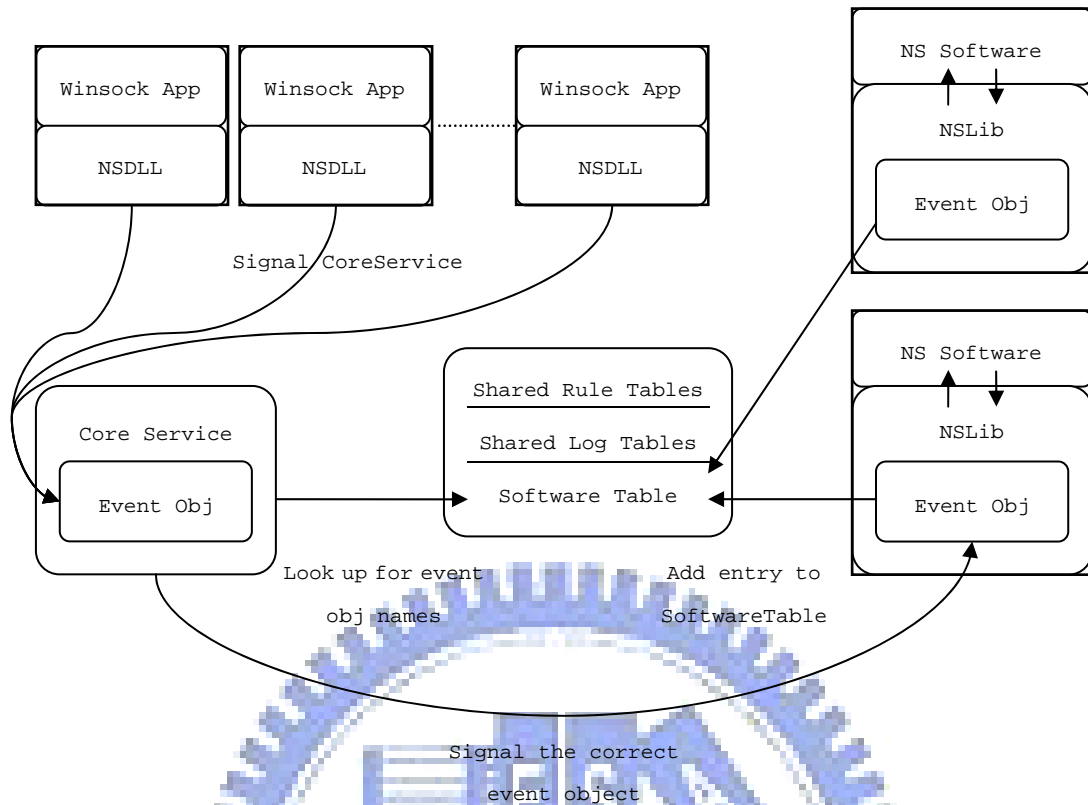 Winsock App
NSDLL
Winsock App
NSDLL
Winsock App
NSDLL
NS Software
NSLib
Event Obj
Signal CoreService
NS Software
NSLib
Event Obj
Core Service
Event Obj
Shared Rule Tables
Shared Log Tables
Software Table
Look up for event
obj names
Add entry to
SoftwareTable
Signal the correct
event object